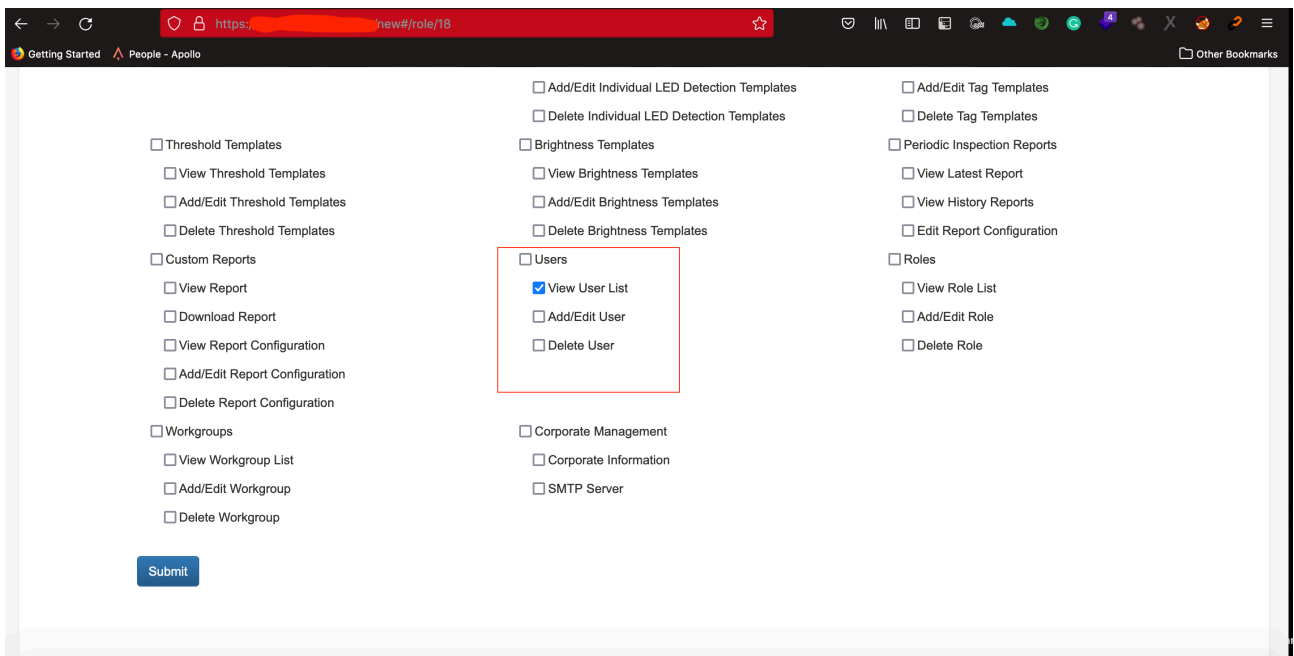 https:/ /new#/role/18
4
Getting Started
People - Apollo
Other Bookmarks
Add/Edit Individual LED Detection Templates
Add/Edit Tag Templates
Delete Individual LED Detection Templates
Delete Tag Templates
Threshold Templates
Brightness Templates
Periodic Inspection Reports
View Threshold Templates
View Brightness Templates
View Latest Report
Add/Edit Threshold Templates
Add/Edit Brightness Templates
View History Reports
Delete Threshold Templates
Delete Brightness Templates
Edit Report Configuration
Custom Reports
Users
Roles
View Report
View User List
View Role List
Download Report
Add/Edit User
Add/Edit Role
View Report Configuration
Delete User
Delete Role
Add/Edit Report Configuration
Delete Report Configuration
Workgroups
Corporate Management
View Workgroup List
Corporate Information
Add/Edit Workgroup
SMTP Server
Delete Workgroup
Submit